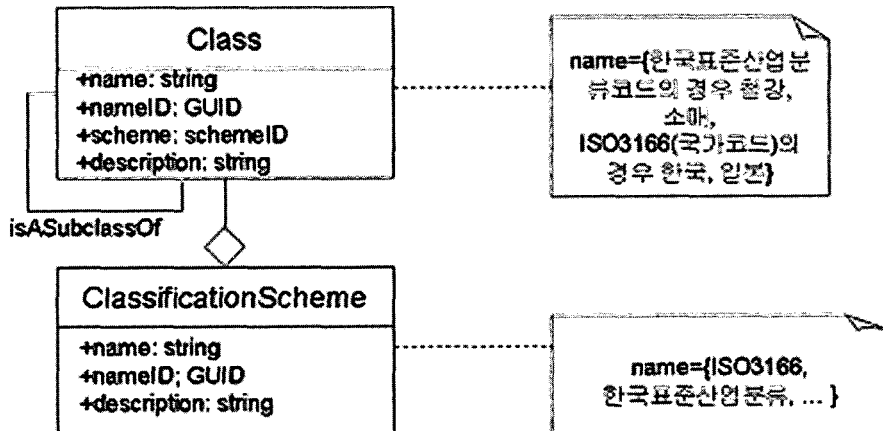 Class
+name: string
+nameID: GUID
+scheme: schemeID
+description: string
isASubclassOf
name={한국표준산업분
류코드의 경우 철강,
소매,
ISO3166(국가코드)의
경우 한국, 일본}
ClassificationScheme
+name: string
+nameID; GUID
+description: string
name={ISO3166,
한국표준산업분류, ... }